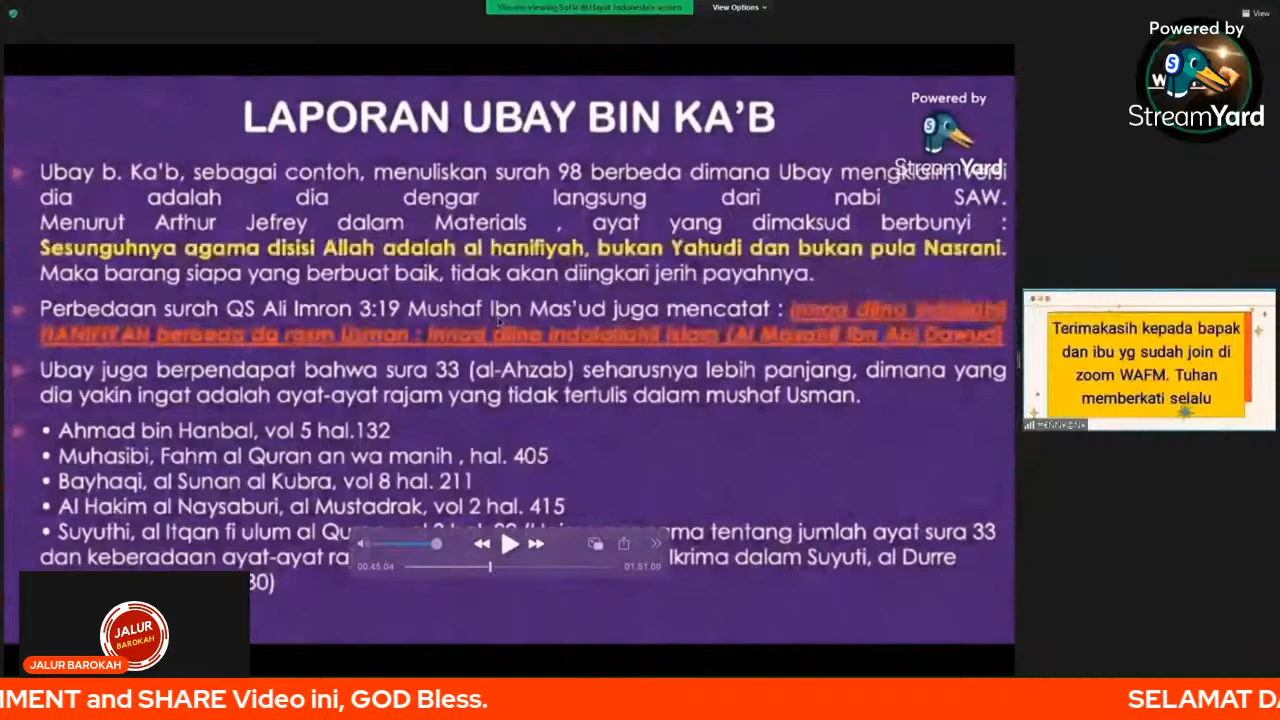 View Options
View
Powered by
StreamYard
LAPORAN UBAY BIN KA'B
Powered by
StreamYard
Ubay b. Ka'b, sebagai contoh, menuliskan surah 98 berbeda dimana Ubay
dia adalah dia dengar langsung dari nabi SAW.
Menurut Arthur Jefrey dalam Materials , ayat yang dimaksud berbunyi :
Sesunguhnya agama disisi Allah adalah al hanifiyah, bukan Yahudi dan bukan pula Nasrani.
Maka barang siapa yang berbuat baik, tidak akan diingkari jerih payahnya.
Perbedaan surah QS Ali Imron 3:19 Mushaf Ibn Mas'ud juga mencatat :
HANIFIYAH berbeda da rasm Usman :
Ubay juga berpendapat bahwa sura 33 (al-Ahzab) seharusnya lebih panjang, dimana yang
dia yakin ingat adalah ayat-ayat rajam yang tidak tertulis dalam mushaf Usman.
• Ahmad bin Hanbal, vol 5 hal.132
• Muhasibi, Fahm al Quran an wa manih , hal. 405
• Bayhaqi, al Sunan al Kubra, vol 8 hal. 211
• Al Hakim al Naysaburi, al Mustadrak, vol 2 hal. 415
• Suyuthi, al Itqan fi ulum al tentang jumlah ayat sura 33
dan keberadaan ayat-ayat dalam Suyuti, al Durre
00.45.04
01.51.00
Terimakasih kepada bapak
dan ibu yg sudah join di
zoom WAFM. Tuhan
memberkati selalu
JALUR
BAROKAH
JALUR BAROKAH
and SHARE Video ini, GOD Bless.
SELAMAT